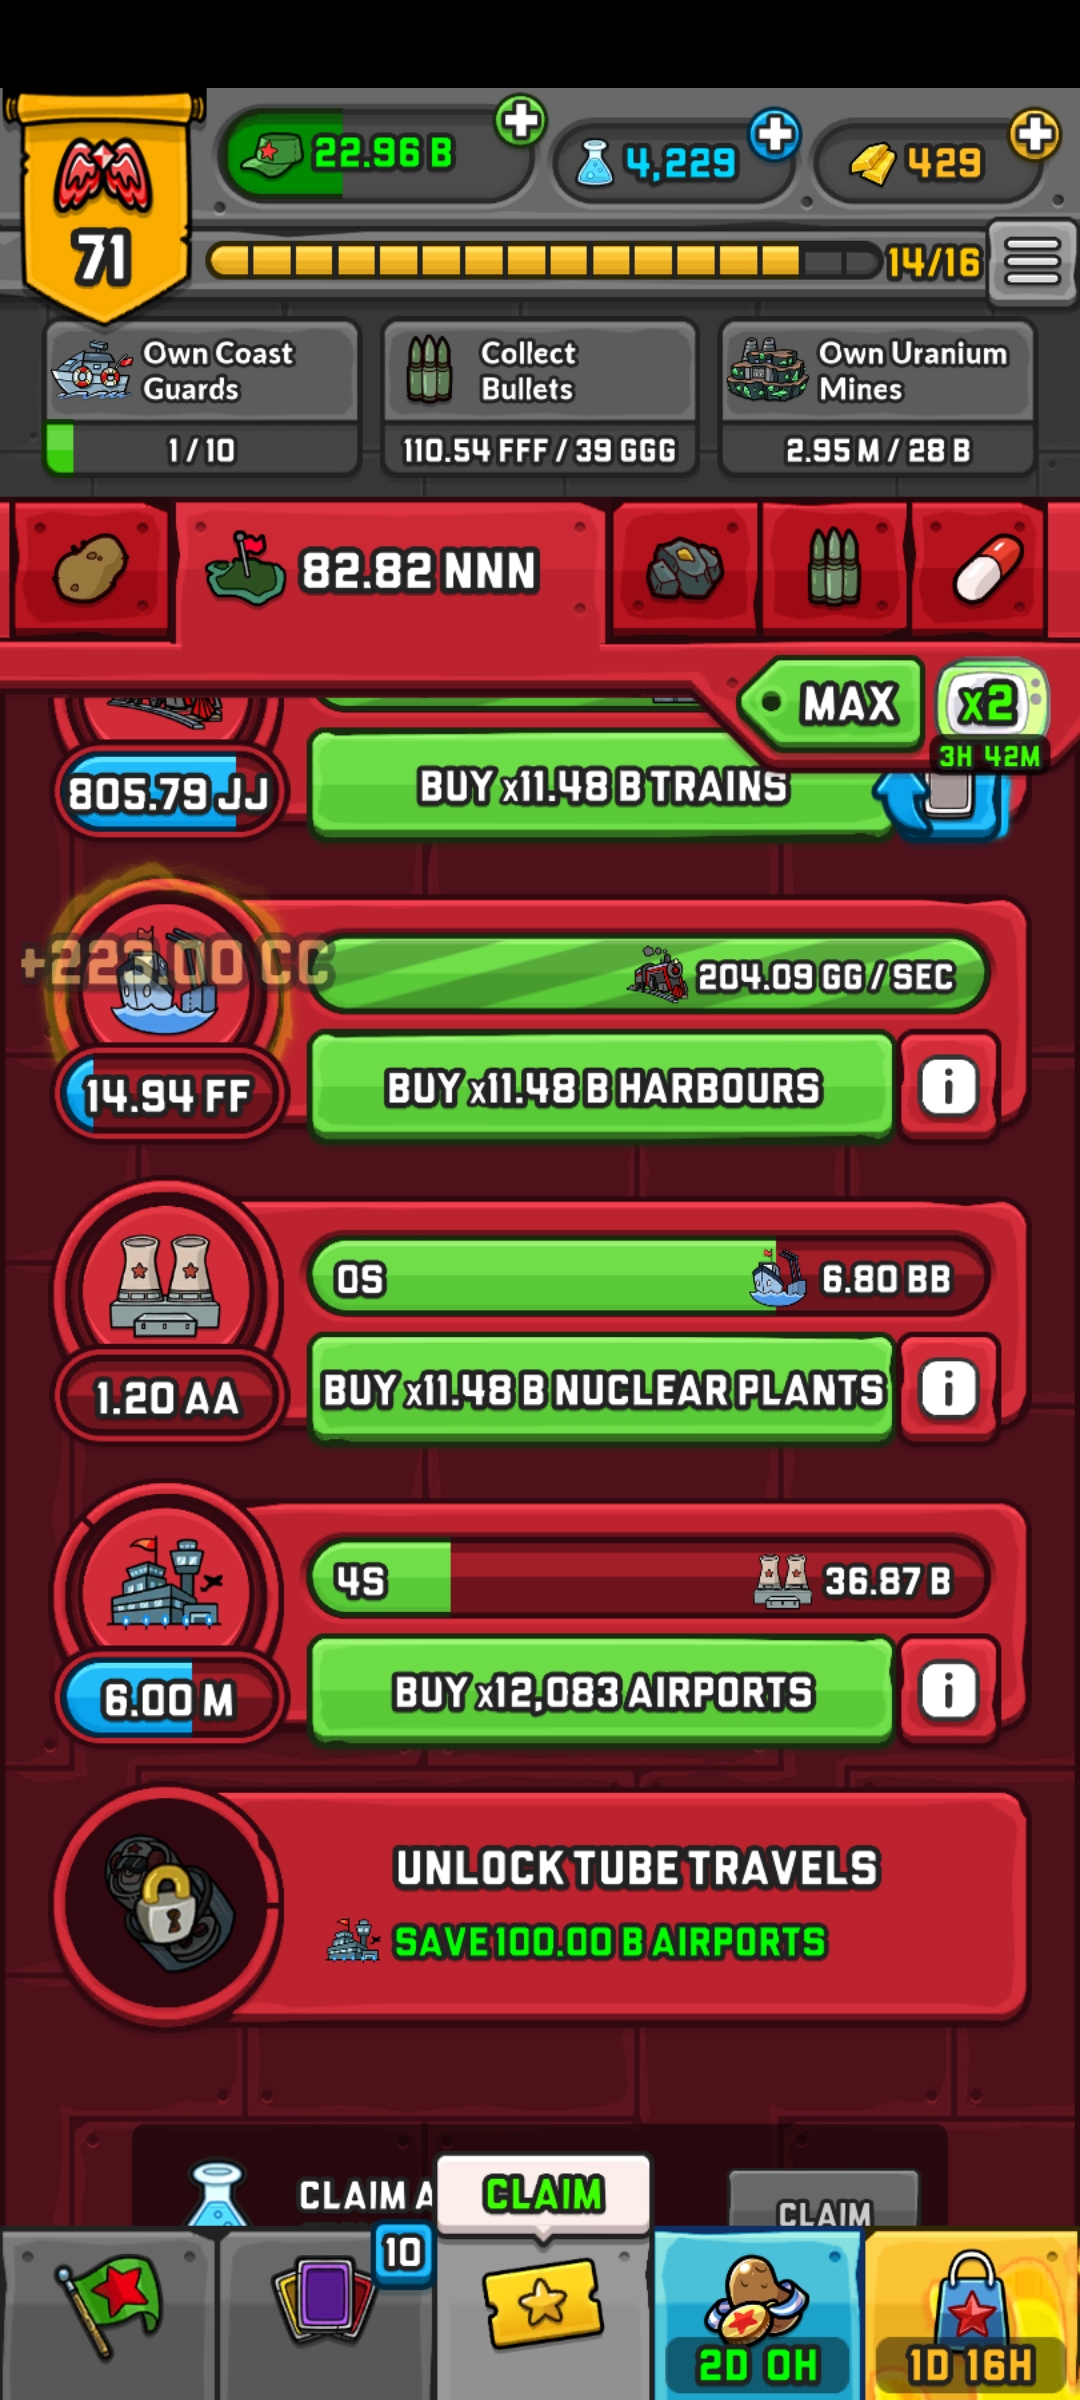 22.96 B
4,229
429
71
14/16
Own Coast
Guards
1 / 10
Collect
Bullets
110.54 FFF / 39 GGG
Own Uranium
Mines
2.95 M / 28 B
82.82 NNN
MAX
x2
3H 42M
805.79 JJ
BUY x11.48 B TRAINS
+223.00 CC
204.09 GG / SEC
14.94 FF
BUY x11.48 B HARBOURS
i
0S
6.80 BB
1.20 AA
BUY x11.48 B NUCLEAR PLANTS
i
4S
36.87 B
6.00 M
BUY x12,083 AIRPORTS
i
UNLOCK TUBE TRAVELS
SAVE 100.00 B AIRPORTS
CLAIM A
CLAIM
CLAIM
10
2D 0H
1D 16H